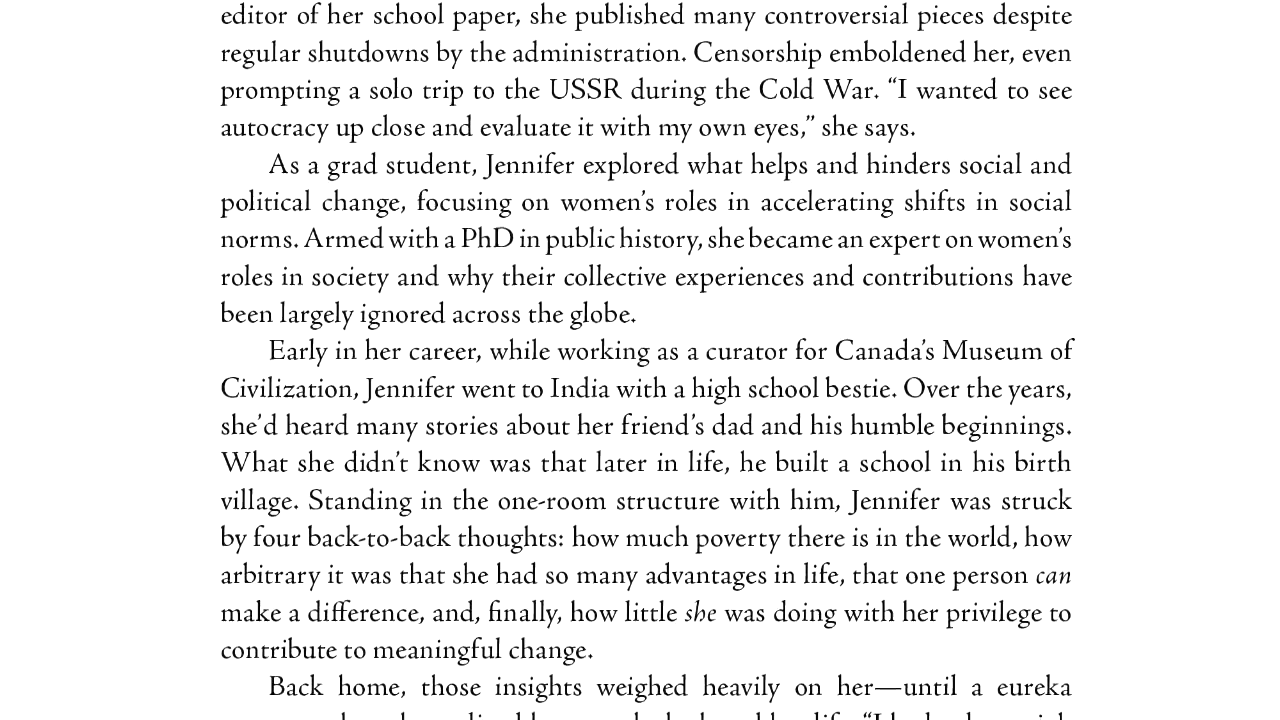 editor of her school paper, she published many controversial pieces despite
regular shutdowns by the administration. Censorship emboldened her, even
prompting a solo trip to the USSR during the Cold War. “I wanted to see
autocracy up close and evaluate it with my own eyes,” she says.
As a grad student, Jennifer explored what helps and hinders social and
political change, focusing on women’s roles in accelerating shifts in social
norms. Armed with a PhD in public history, she became an expert on women’s
roles in society and why their collective experiences and contributions have
been largely ignored across the globe.
Early in her career, while working as a curator for Canada’s Museum of
Civilization, Jennifer went to India with a high school bestie. Over the years,
she’d heard many stories about her friend’s dad and his humble beginnings.
What she didn’t know was that later in life, he built a school in his birth
village. Standing in the one-room structure with him, Jennifer was struck
by four back-to-back thoughts: how much poverty there is in the world, how
arbitrary it was that she had so many advantages in life, that one person can
make a difference, and, finally, how little she was doing with her privilege to
contribute to meaningful change.
Back home, those insights weighed heavily on her—until a eureka